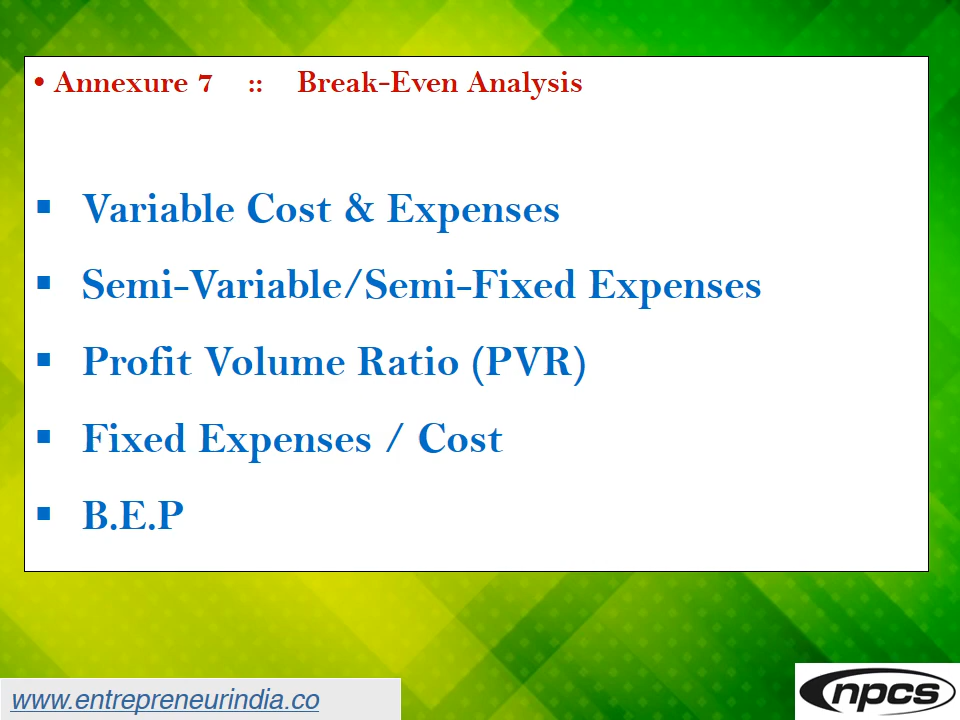 • Annexure 7 :: Break-Even Analysis
▪ Variable Cost & Expenses
▪ Semi-Variable/Semi-Fixed Expenses
▪ Profit Volume Ratio (PVR)
▪ Fixed Expenses / Cost
▪ B.E.P
www.entrepreneurindia.co
npcs